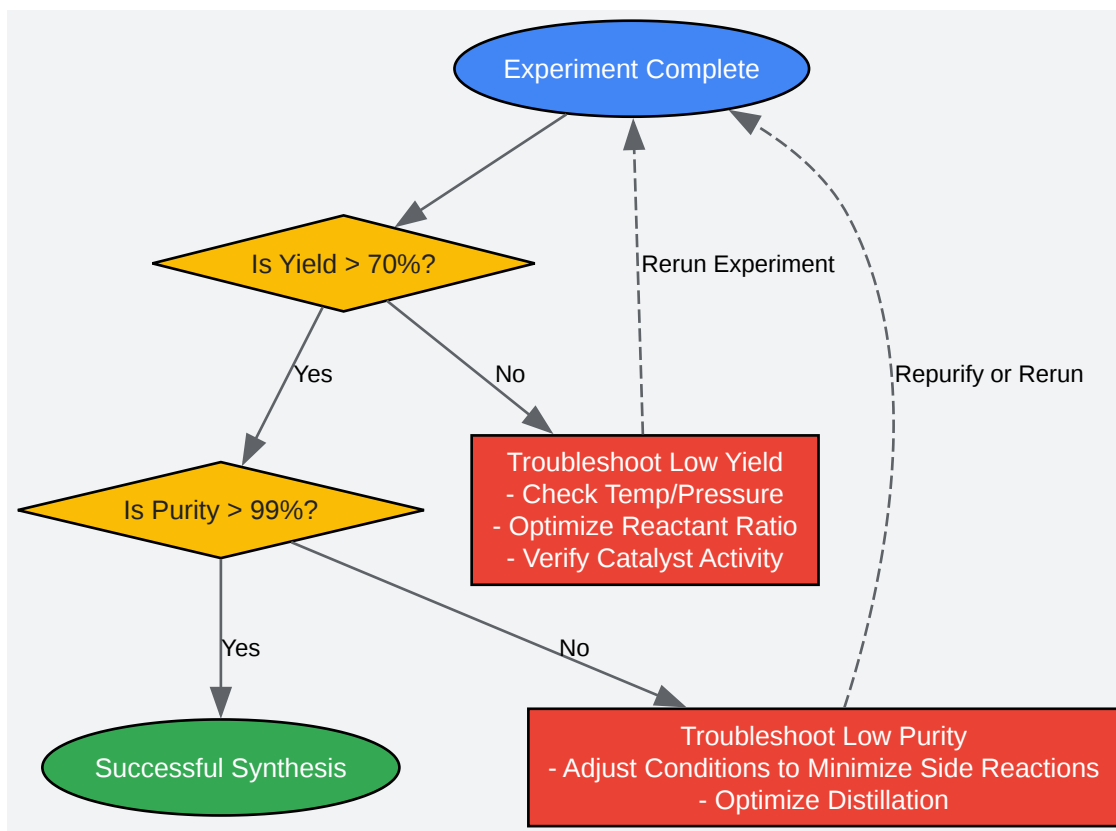 Experiment Complete
Is Yield > 70%?
Rerun Experiment
Yes
No
Repurify or Rerun
Troubleshoot Low Yield
- Check Temp/Pressure
- Optimize Reactant Ratio
- Verify Catalyst Activity
Is Purity > 99%?
Yes
No
Troubleshoot Low Purity
- Adjust Conditions to Minimize Side Reactions
- Optimize Distillation
Successful Synthesis